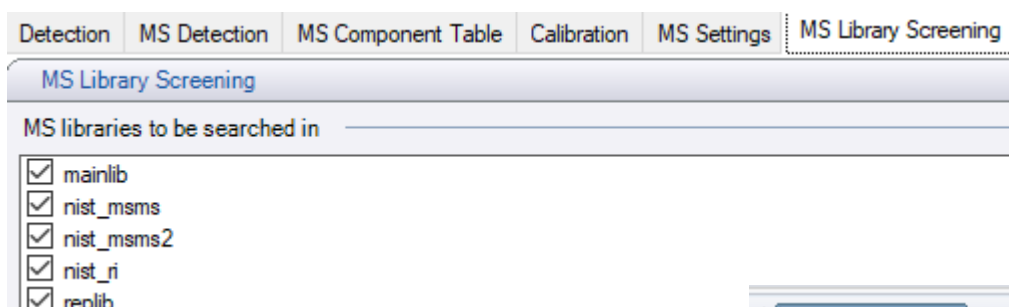 Detection MS Detection MS Component Table Calibration MS Settings MS Library Screening
MS Library Screening
MS libraries to be searched in
mainlib
nist_msms
nist_msms2
nist_ri
replib